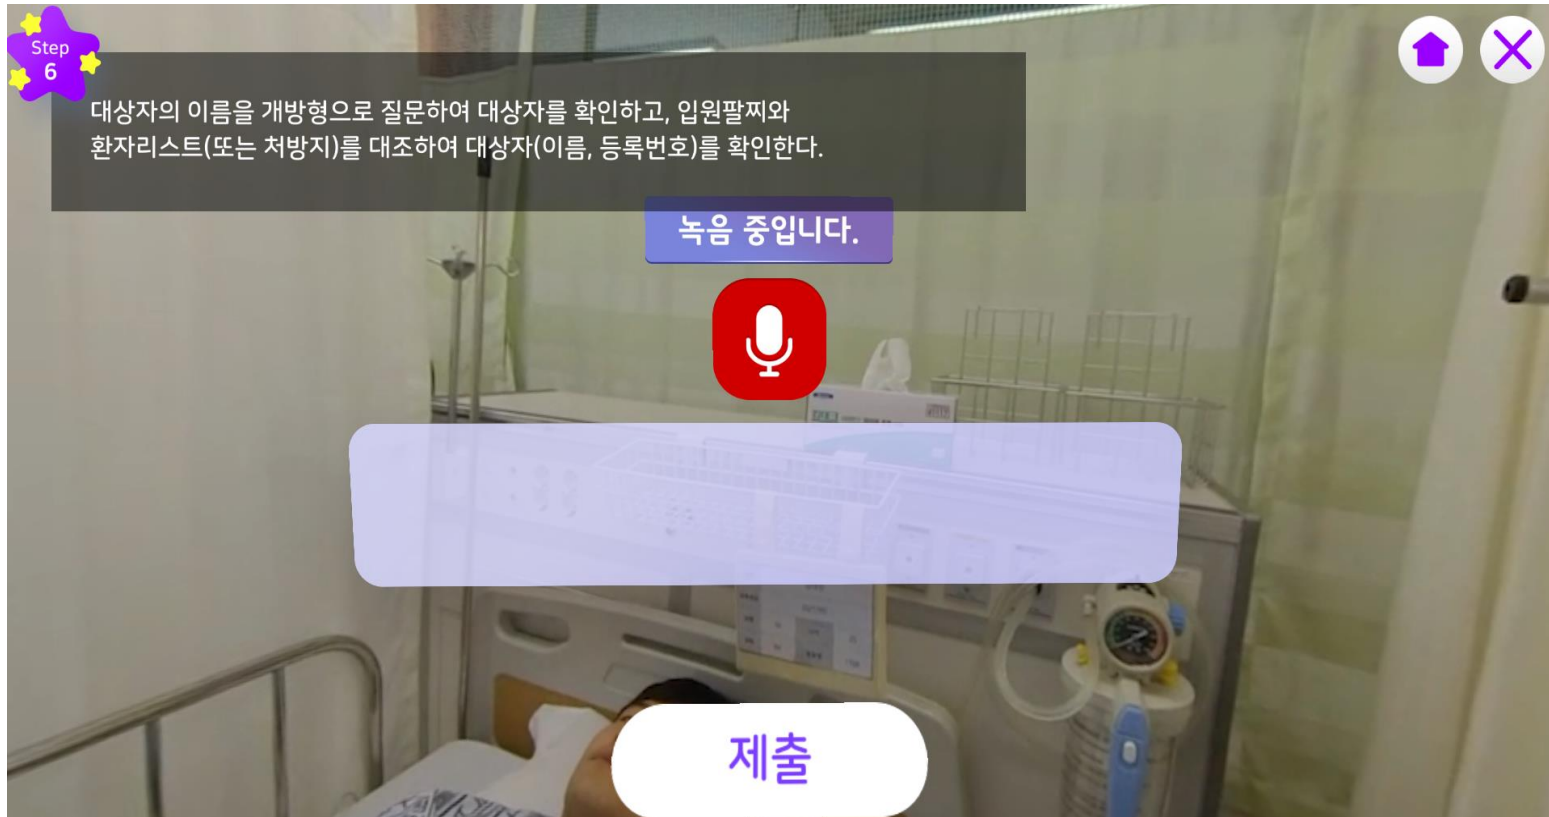 Step
6
대상자의 이름을 개방형으로 질문하여 대상자를 확인하고, 입원팔찌와
환자리스트(또는 처방지)를 대조하여 대상자(이름, 등록번호)를 확인한다.
녹음 중입니다.
제출